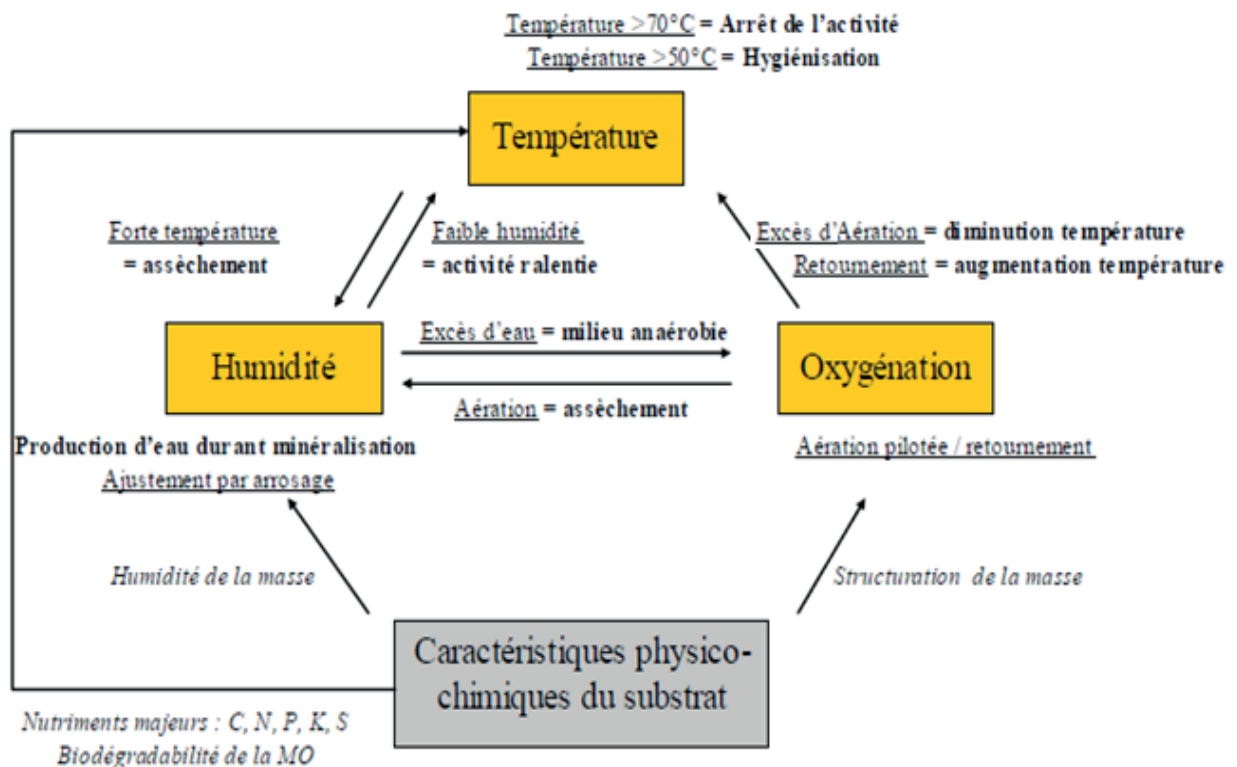 Température >70°C = Arrêt de l'activité
Température >50°C = Hygiénisation
Température
Forte température
= assèchement
Faible humidité
= activité ralentie
Excès d'Aération = diminution température
Retournement = augmentation température
Excès d'eau = milieu anaérobie
Humidité
Oxygénation
Aération = assèchement
Production d'eau durant minéralisation
Ajustement par arrosage
Aération pilotée / retournement
Humidité de la masse
Structuration de la masse
Caractéristiques physico-
chimiques du substrat
Nutriments majeurs : C, N, P, K, S
Biodégradabilité de la MO